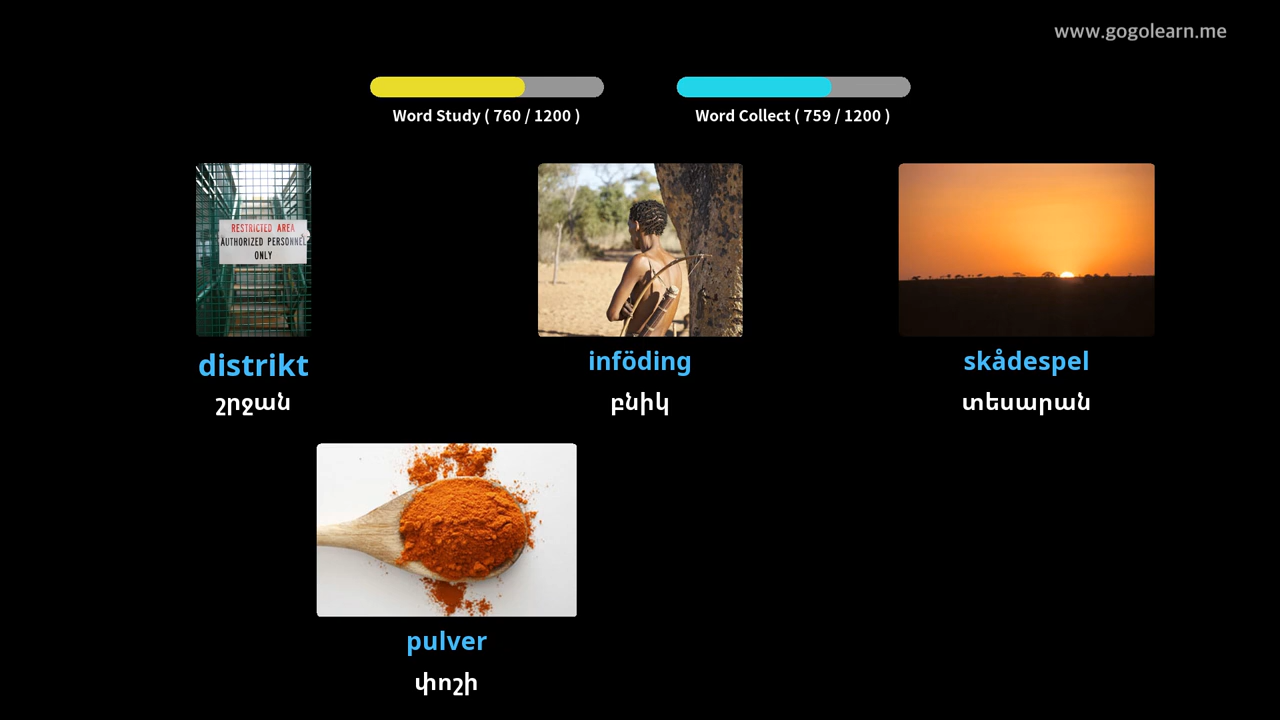 www.gogolearn.me
Word Study ( 760 / 1200 )
Word Collect ( 759 / 1200 )
RESTRICTED AREA
AUTHORIZED PERSONNEL
ONLY
distrikt
շրջան
infödıng
բնիկ
skådespel
տեսարան
pulver
փոշի